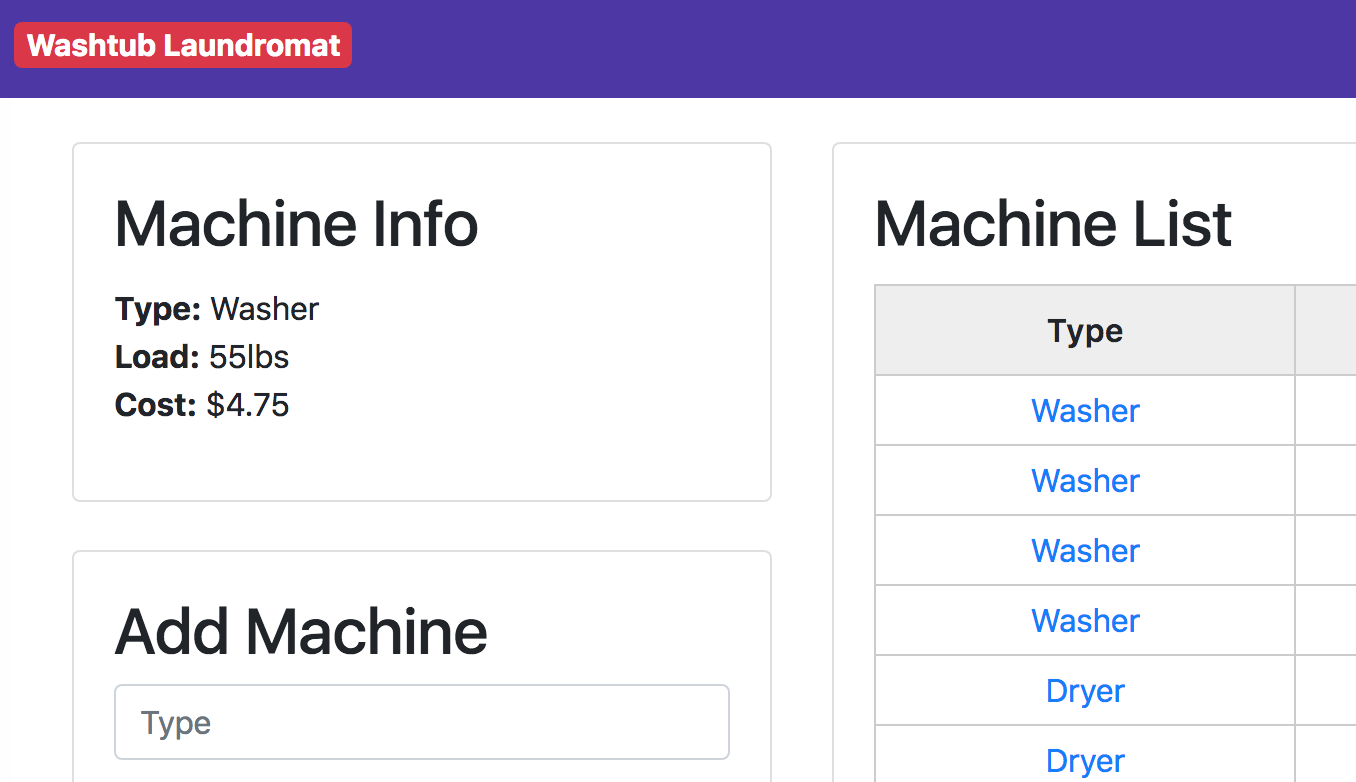 Washtub Laundromat
Machine Info
Type: Washer
Load: 55lbs
Cost: $4.75
Add Machine
Type
Machine List
Type
Washer
Washer
Washer
Washer
Dryer
Dryer